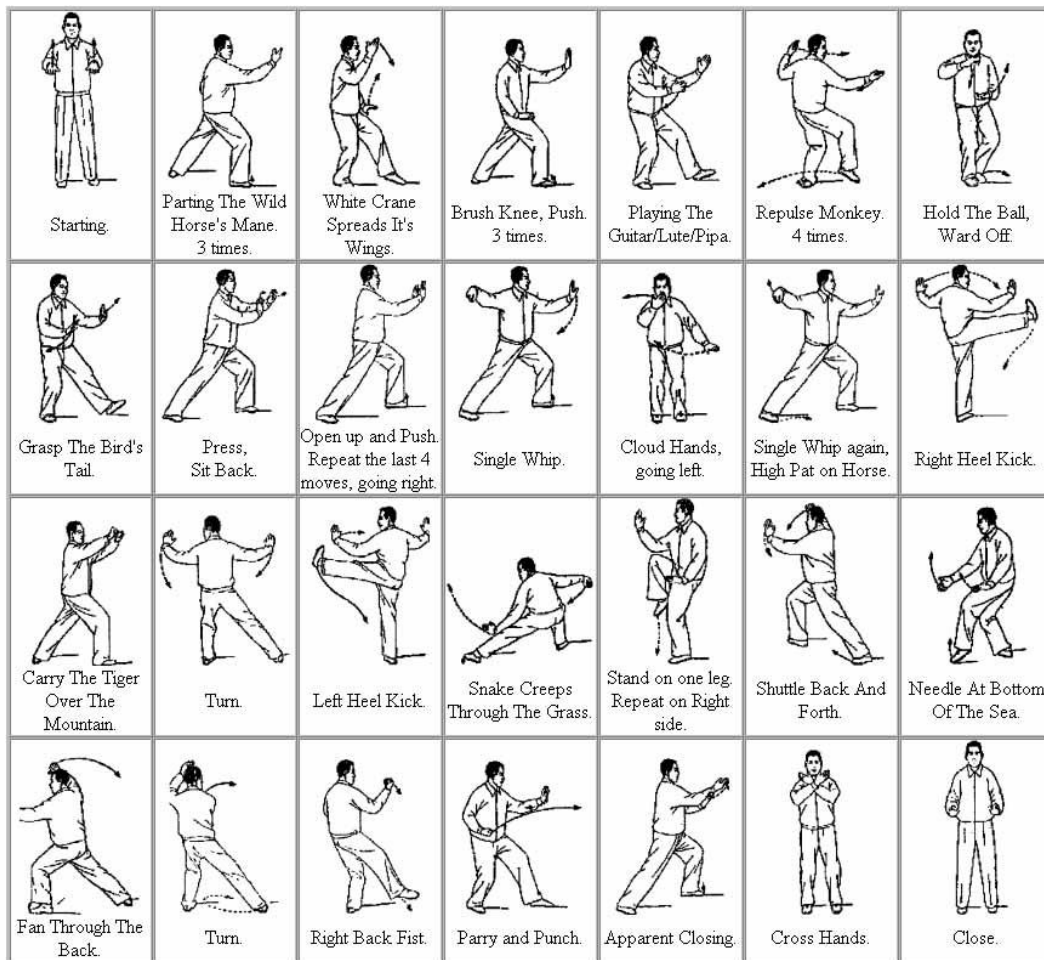 Starting.
Parting The Wild
Horse's Mane.
3 times.
White Crane
Spreads It's
Wings.
Brush Knee, Push.
3 times.
Playing The
Guitar/Lute/Pipa.
Repulse Monkey.
4 times.
Hold The Ball,
Ward Off.
Grasp The Bird's
Tail.
Press,
Sit Back.
Open up and Push.
Repeat the last 4
moves, going right.
Single Whip.
Cloud Hands,
going left.
Single Whip again,
High Pat on Horse.
Right Heel Kick.
Carry The Tiger
Over The
Mountain.
Turn.
Left Heel Kick.
Snake Creeps
Through The Grass.
Stand on one leg.
Repeat on Right
side.
Shuttle Back And
Forth.
Needle At Bottom
Of The Sea.
Fan Through The
Back.
Turn.
Right Back Fist.
Parry and Punch.
Apparent Closing.
Cross Hands.
Close.